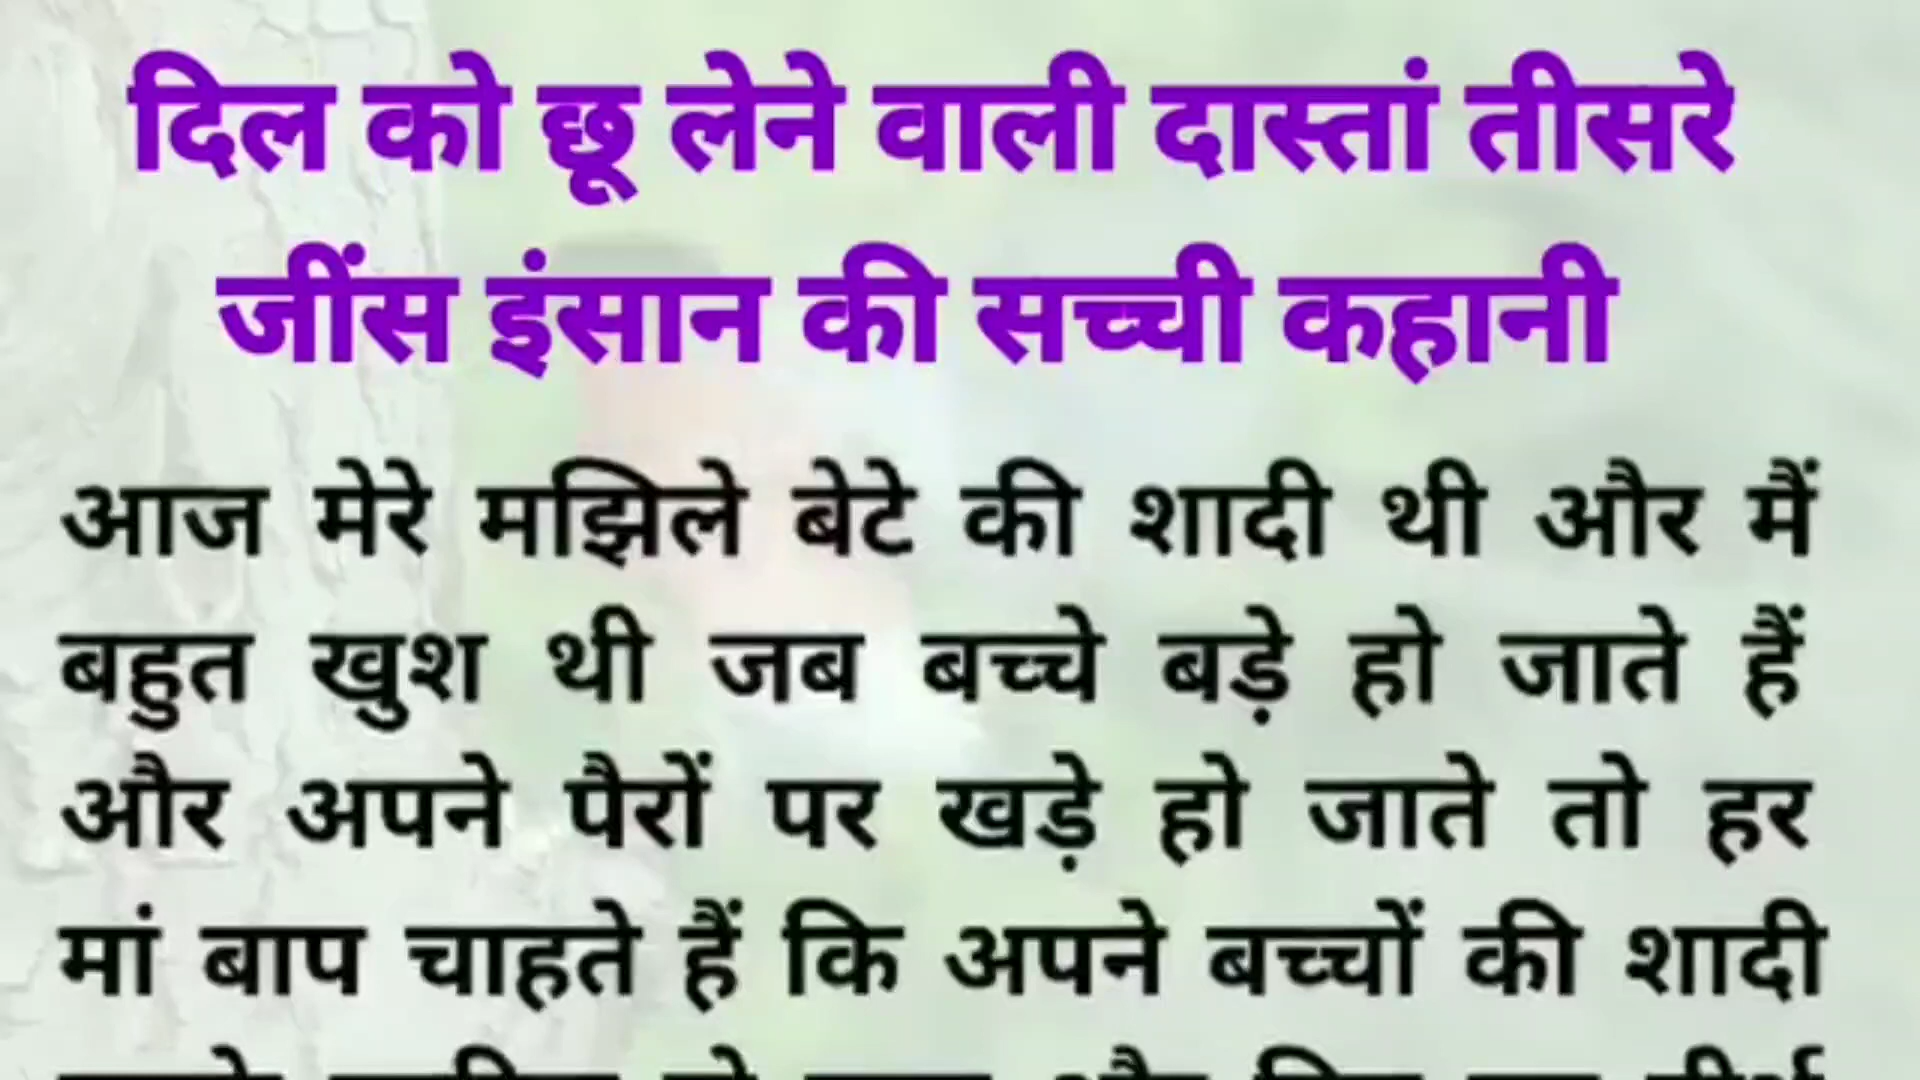 दिल को छू लेने वाली दास्तां तीसरे
जींस इंसान की सच्ची कहानी
आज मेरे मझिले बेटे की शादी थी और मैं
बहुत खुश थी जब बच्चे बड़े हो जाते हैं
और अपने पैरों पर खड़े हो जाते तो हर
मां बाप चाहते हैं कि अपने बच्चों की शादी